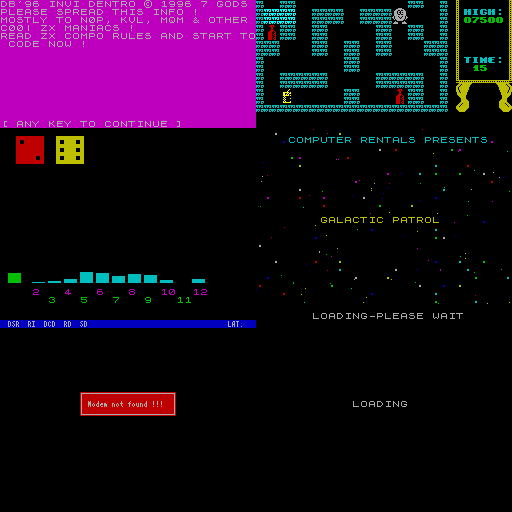 DB'96 INVI DENTRO © 1996 7 GODS
PLEASE SPREAD THIS INFO !
MOSTLY TO N0P, KUL, M0M & OTHER
C00! ZX MANIACS !
READ ZX COMPO RULES AND START TO
CODE NOW !
[ ANY KEY TO CONTINUE ]
HIGH:
07500
TIME:
15
2 4 6 8 10 12
3 5 7 9 11
COMPUTER RENTALS PRESENTS.
GALACTIC PATROL
LOADING-PLEASE WAIT
DSR RI DCD RD SD LAT.
Modem not found !!!
LOADING